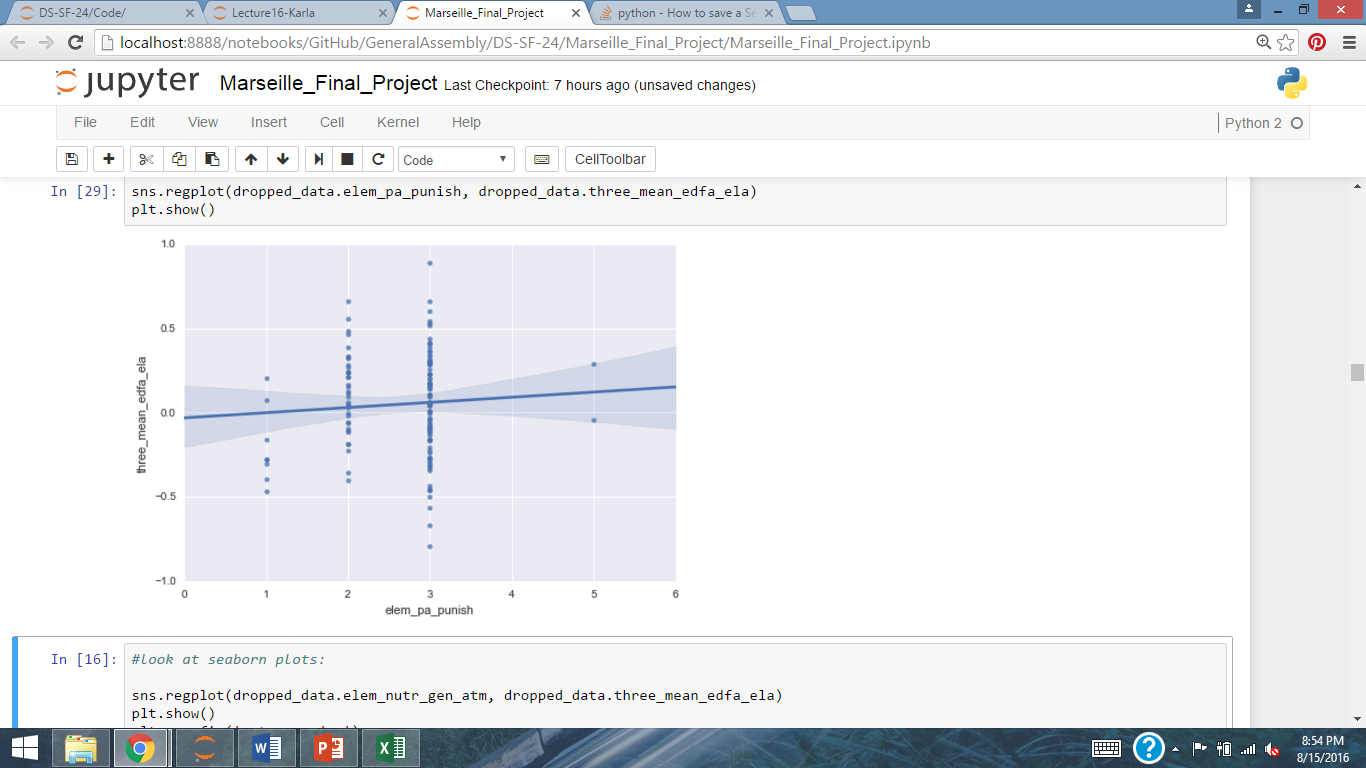 DS-SF-24/Code/
Lecture16-Karla
Marseille_Final_Project
python - How to save a Se
localhost:8888/notebooks/GitHub/GeneralAssembly/DS-SF-24/Marseille_Final_Project/Marseille_Final_Project.ipynb
jupyter Marseille_Final_Project Last Checkpoint: 7 hours ago (unsaved changes)
File Edit View Insert Cell Kernel Help Python 2
Code CellToolbar
In [29]: sns.regplot(dropped_data.elem_pa_punish, dropped_data.three_mean_edfa_ela)
plt.show()
1.0
0.5
0.0
−0.5
−1.0
three_mean_edfa_ela
0 1 2 3 4 5 6
elem_pa_punish
In [16]: #look at seaborn plots:
sns.regplot(dropped_data.elem_nutr_gen_atm, dropped_data.three_mean_edfa_ela)
plt.show()
8:54 PM
8/15/2016